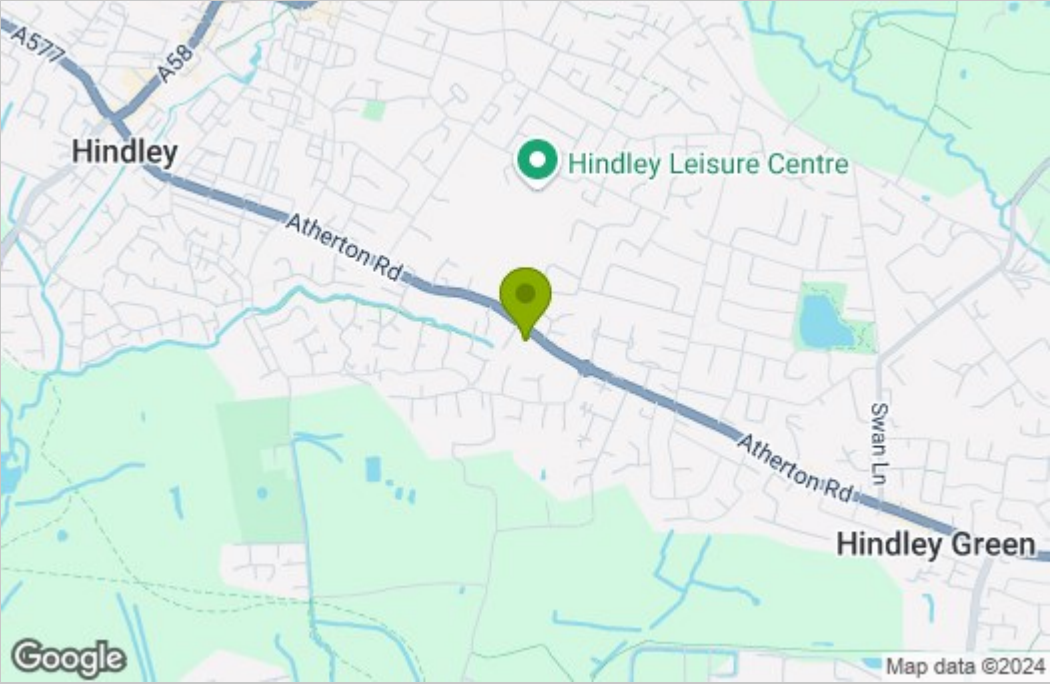 A577
A58
Hindley
Hindley Leisure Centre
Atherton Rd
Swan Ln
Atherton Rd
Hindley Green
Google
Map data ©2024